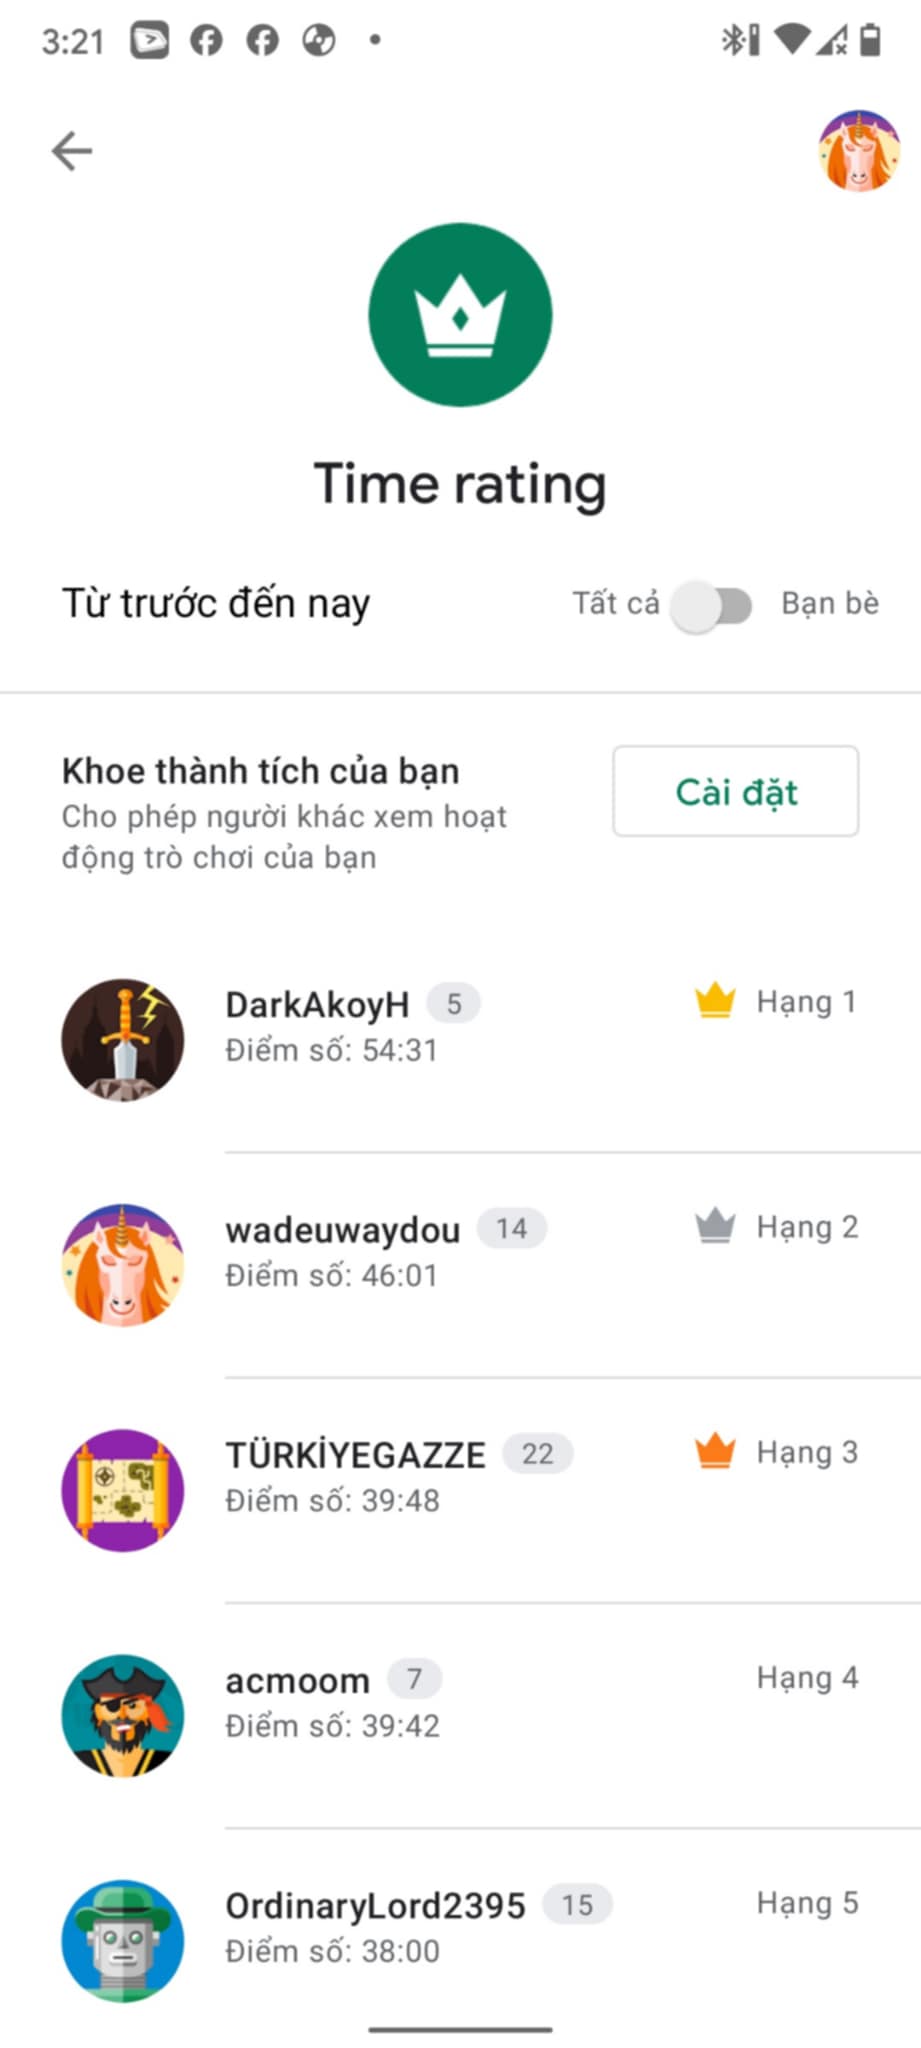 3:21
Time rating
Từ trước đến nay
Tất cả
Bạn bè
Khoe thành tích của bạn
Cho phép người khác xem hoạt
động trò chơi của bạn
Cài đặt
DarkAkoyH 5
Hạng 1
Điểm số: 54:31
wadeuwaydou 14
Hạng 2
Điểm số: 46:01
TÜRKİYEGAZZE 22
Hạng 3
Điểm số: 39:48
acmoom 7
Hạng 4
Điểm số: 39:42
OrdinaryLord2395 15
Hạng 5
Điểm số: 38:00